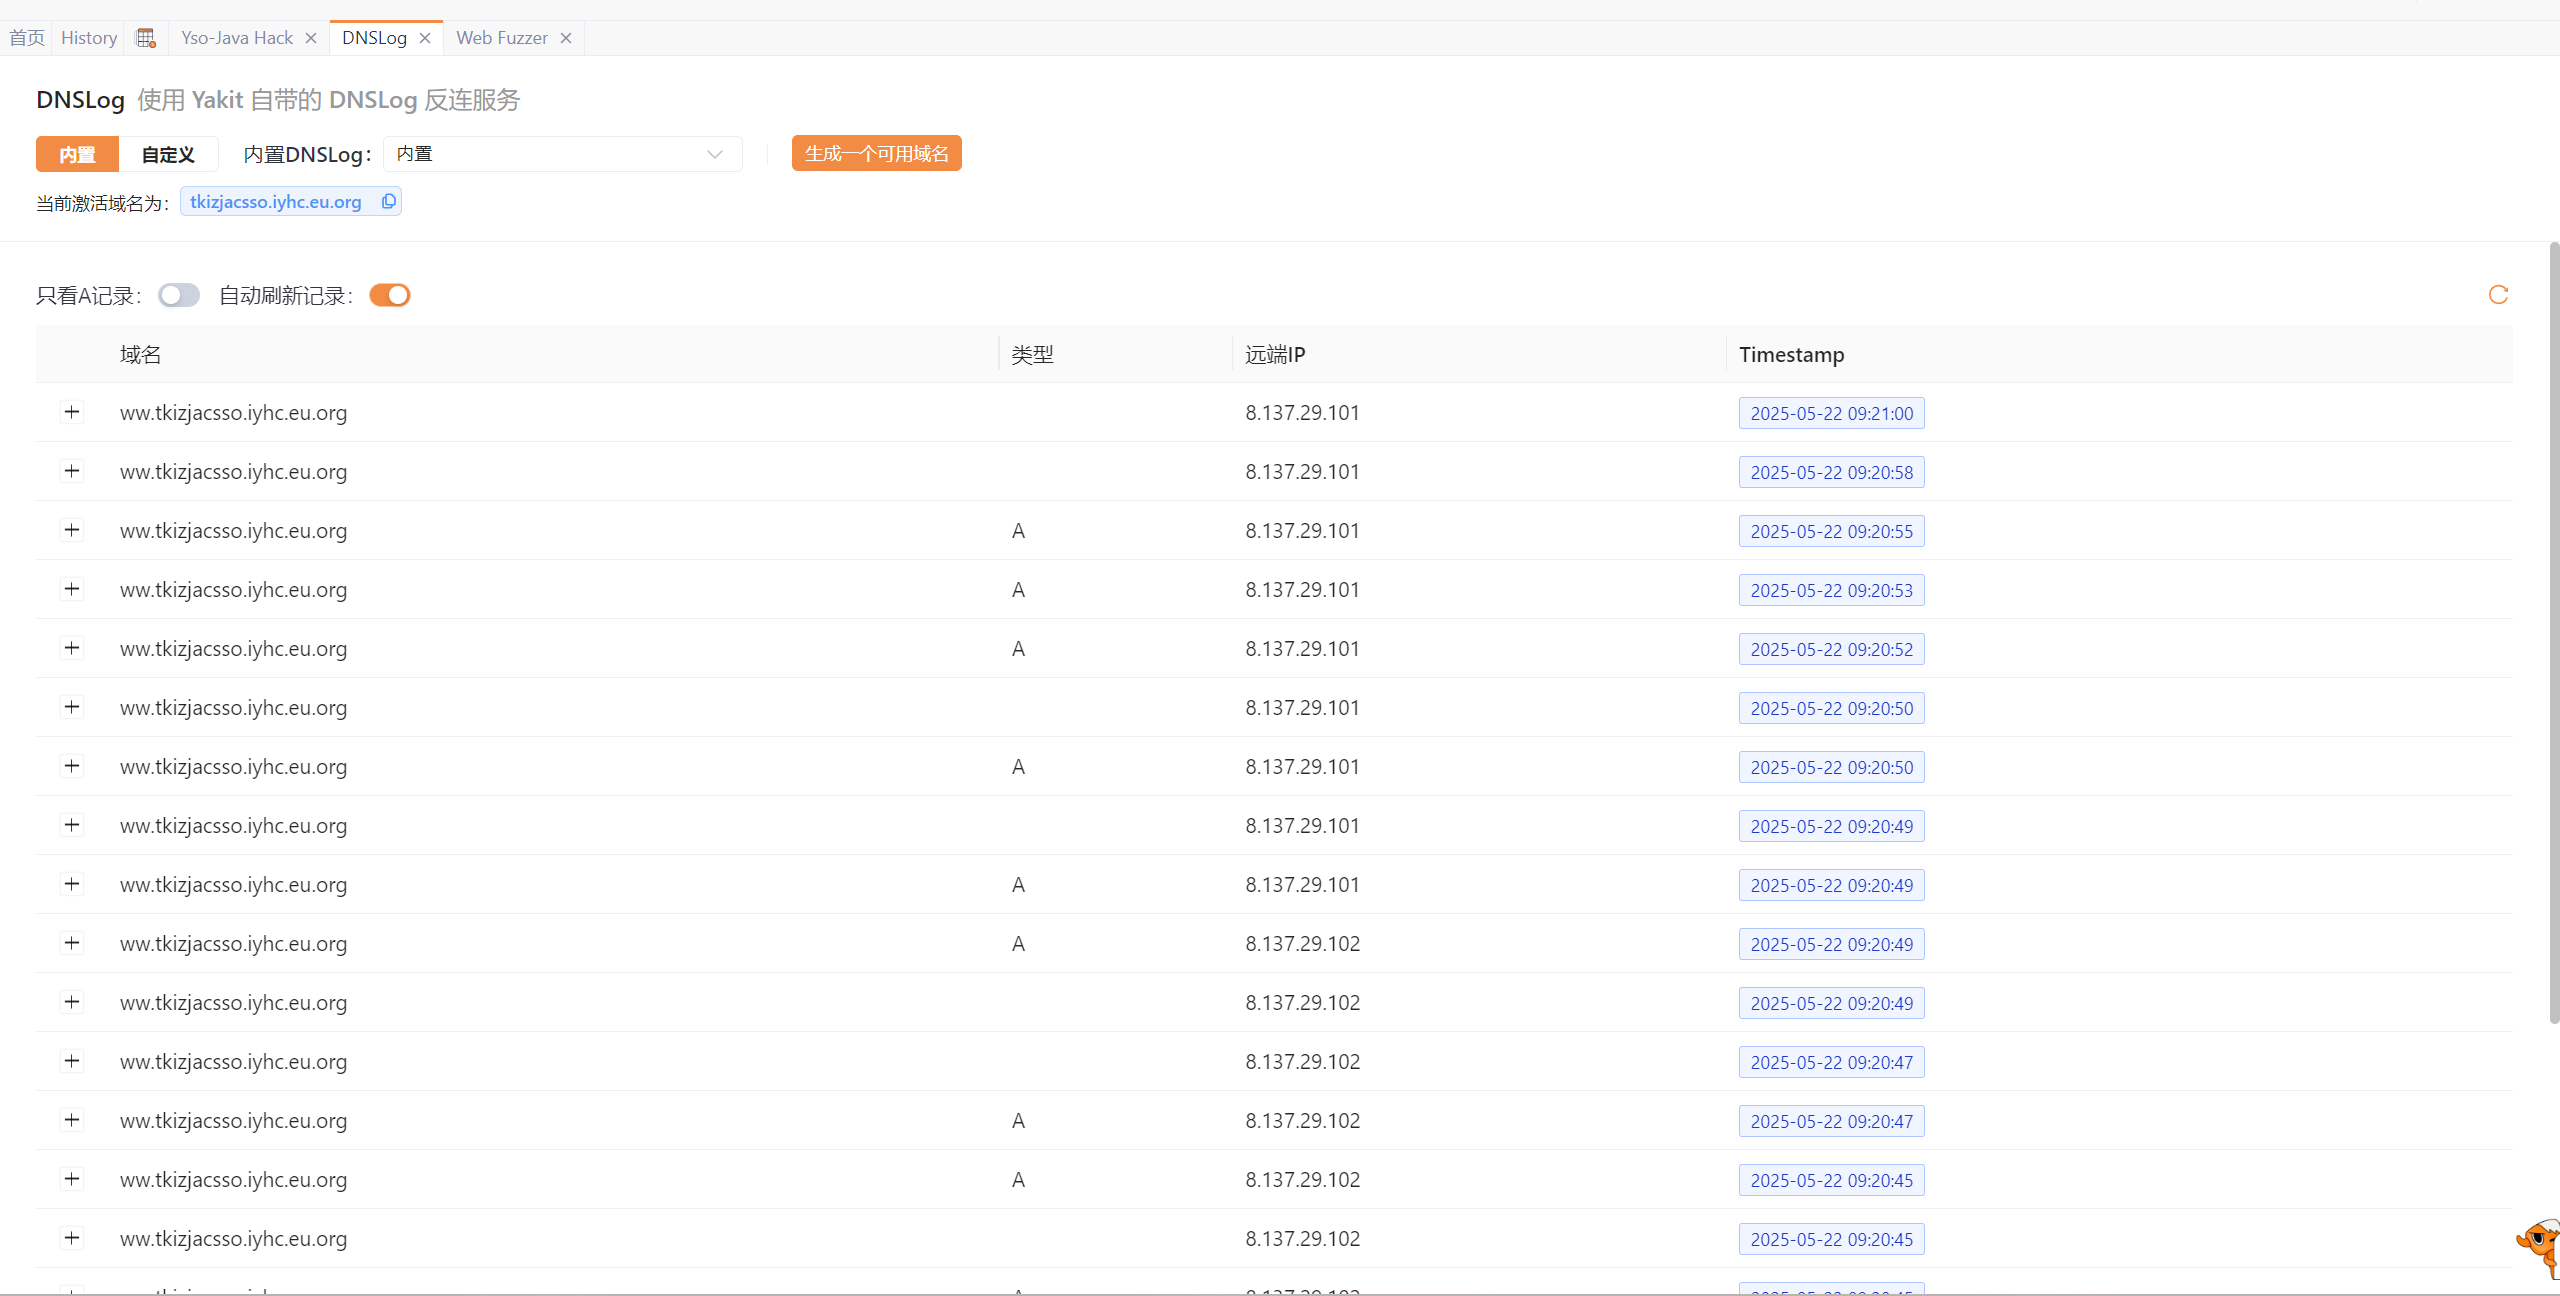 首页 History Yso-Java Hack DNSLog Web Fuzzer
DNSLog 使用 Yakit 自带的 DNSLog 反连服务
内置 自定义 内置DNSLog: 内置 生成一个可用域名
当前激活域名为: tkizjacsso.iyhc.eu.org
只看A记录: 自动刷新记录:
域名 类型 远端IP Timestamp
ww.tkizjacsso.iyhc.eu.org 8.137.29.101 2025-05-22 09:21:00
ww.tkizjacsso.iyhc.eu.org 8.137.29.101 2025-05-22 09:20:58
ww.tkizjacsso.iyhc.eu.org A 8.137.29.101 2025-05-22 09:20:55
ww.tkizjacsso.iyhc.eu.org A 8.137.29.101 2025-05-22 09:20:53
ww.tkizjacsso.iyhc.eu.org A 8.137.29.101 2025-05-22 09:20:52
ww.tkizjacsso.iyhc.eu.org 8.137.29.101 2025-05-22 09:20:50
ww.tkizjacsso.iyhc.eu.org A 8.137.29.101 2025-05-22 09:20:50
ww.tkizjacsso.iyhc.eu.org 8.137.29.101 2025-05-22 09:20:49
ww.tkizjacsso.iyhc.eu.org A 8.137.29.101 2025-05-22 09:20:49
ww.tkizjacsso.iyhc.eu.org A 8.137.29.102 2025-05-22 09:20:49
ww.tkizjacsso.iyhc.eu.org 8.137.29.102 2025-05-22 09:20:49
ww.tkizjacsso.iyhc.eu.org 8.137.29.102 2025-05-22 09:20:47
ww.tkizjacsso.iyhc.eu.org A 8.137.29.102 2025-05-22 09:20:47
ww.tkizjacsso.iyhc.eu.org A 8.137.29.102 2025-05-22 09:20:45
ww.tkizjacsso.iyhc.eu.org 8.137.29.102 2025-05-22 09:20:45